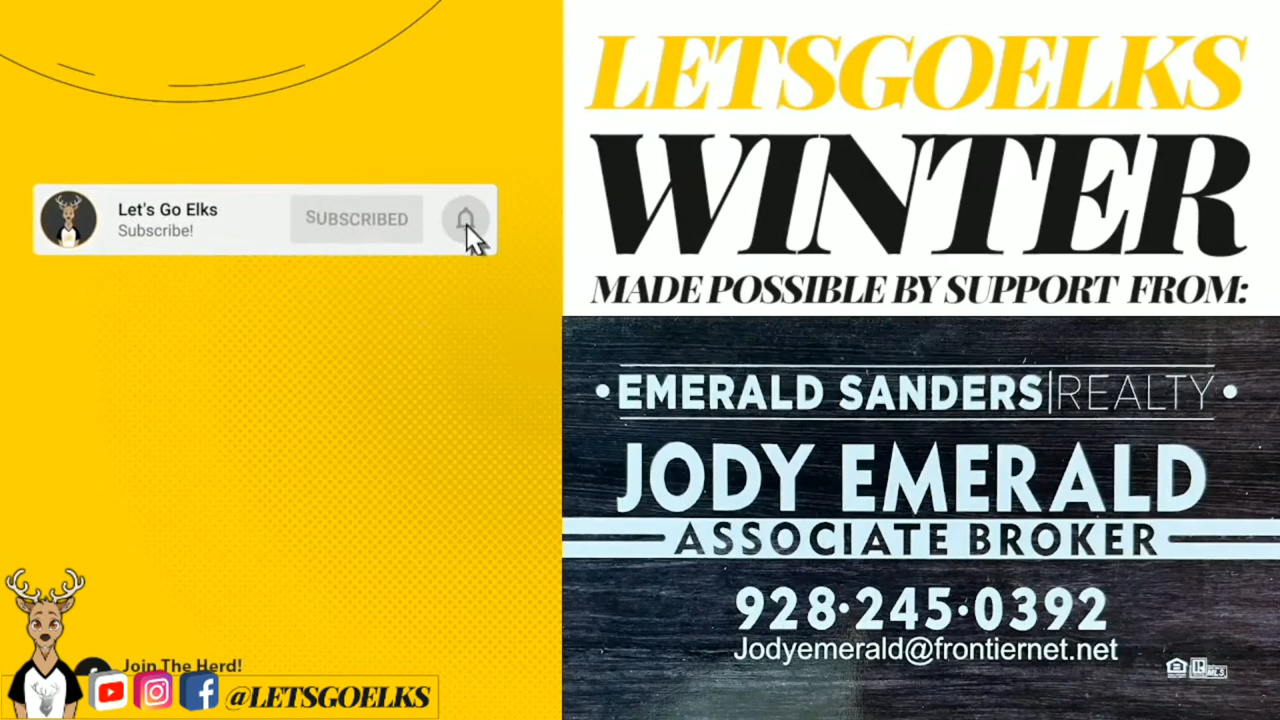 Let's Go Elks
Subscribe!
SUBSCRIBED
Join The Herd!
@LETSGOELKS
LETSGOELKS
WINTER
MADE POSSIBLE BY SUPPORT FROM:
EMERALD SANDERS|REALTY
JODY EMERALD
ASSOCIATE BROKER
928·245·0392
Jodyemerald@frontiernet.net
MLS